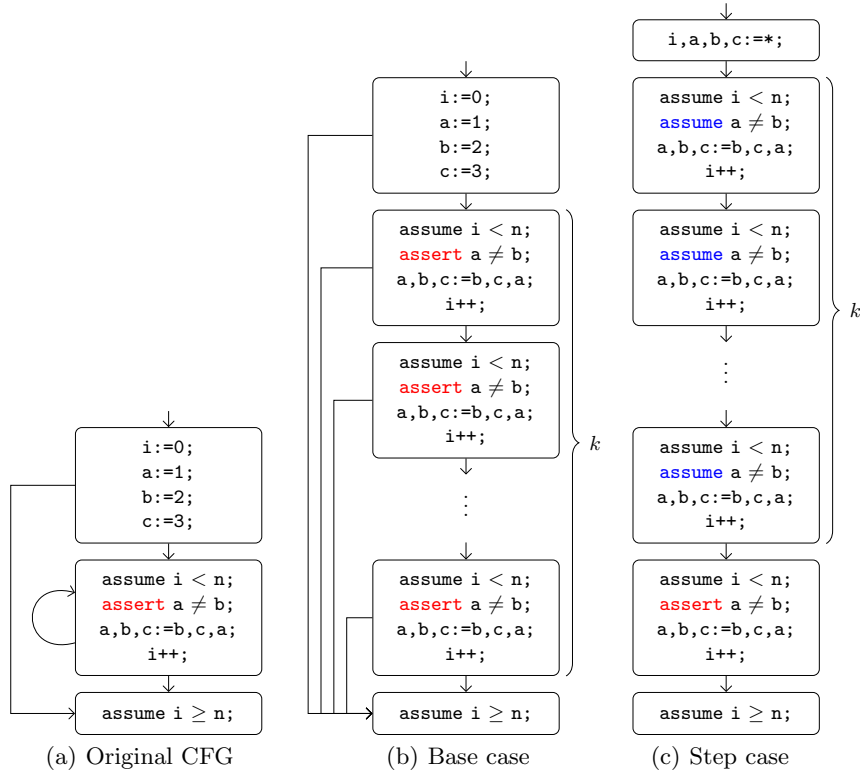 i:=0;
a:=1;
b:=2;
c:=3;
assume i < n;
assert a ≠ b;
a,b,c:=b,c,a;
i++;
assume i ≥ n;
(a) Original CFG
i:=0;
a:=1;
b:=2;
c:=3;
assume i < n;
assert a ≠ b;
a,b,c:=b,c,a;
i++;
assume i < n;
assert a ≠ b;
a,b,c:=b,c,a;
i++;
⋮
assume i < n;
assert a ≠ b;
a,b,c:=b,c,a;
i++;
k
assume i ≥ n;
(b) Base case
i,a,b,c:=*;
assume i < n;
assume a ≠ b;
a,b,c:=b,c,a;
i++;
assume i < n;
assume a ≠ b;
a,b,c:=b,c,a;
i++;
⋮
assume i < n;
assume a ≠ b;
a,b,c:=b,c,a;
i++;
k
assume i < n;
assert a ≠ b;
a,b,c:=b,c,a;
i++;
assume i ≥ n;
(c) Step case